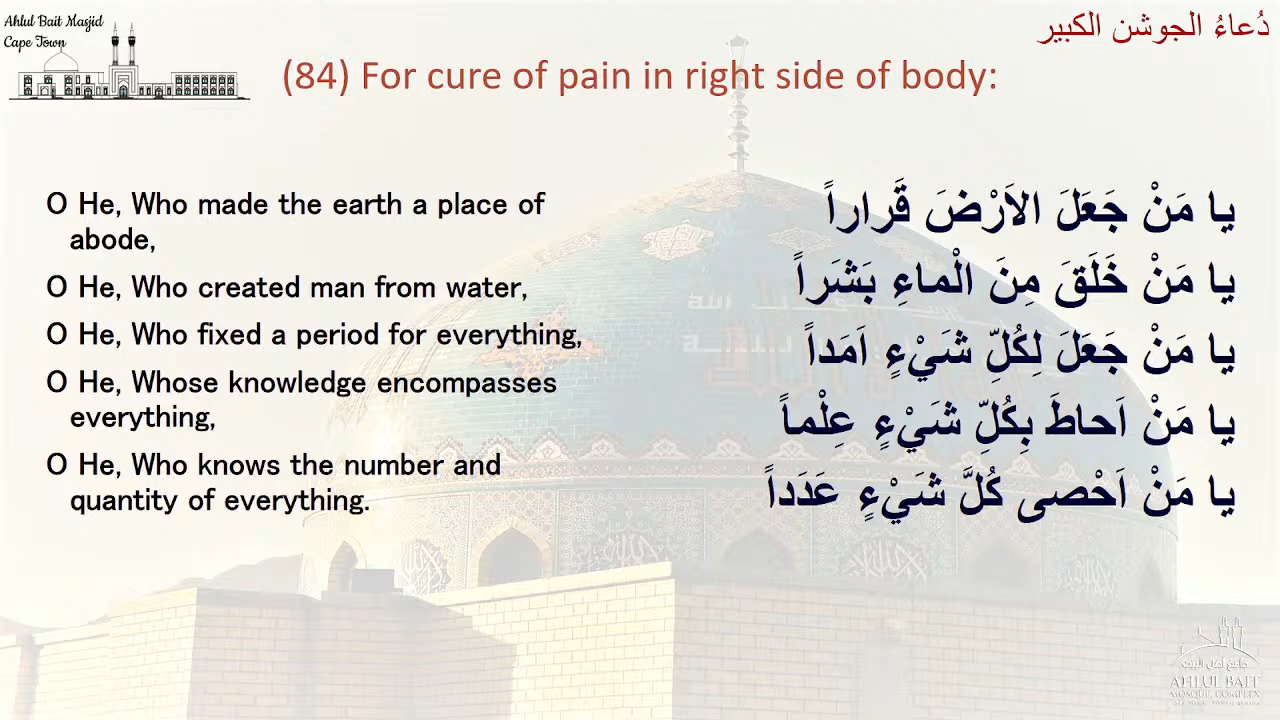 Ahlul Bait Masjid
Cape Town
دُعاءُ الجوشن الكبير
(84) For cure of pain in right side of body:
O He, Who made the earth a place of
abode,
O He, Who created man from water,
O He, Who fixed a period for everything,
O He, Whose knowledge encompasses
everything,
O He, Who knows the number and
quantity of everything.
يا مَنْ جَعَلَ الاَرْضَ قَراراً
يا مَنْ خَلَقَ مِنَ الْماءِ بَشَراً
يا مَنْ جَعَلَ لِكُلِّ شَيْءٍ اَمَداً
يا مَنْ اَحاطَ بِكُلِّ شَيْءٍ عِلْماً
يا مَنْ اَحْصى كُلَّ شَيْءٍ عَدَداً
جامع أهل البيت
AHLUL BAIT
MOSQUE COMPLEX